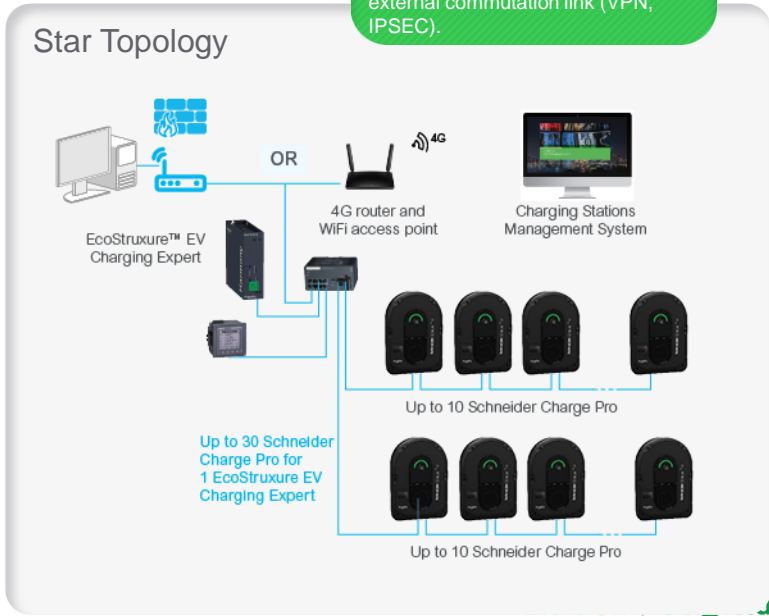 external commutation link (VPN,
IPSEC).
Star Topology
OR
4G
4G router and
WiFi access point
Charging Stations
Management System
EcoStruxure™ EV
Charging Expert
Up to 10 Schneider Charge Pro
Up to 30 Schneider
Charge Pro for
1 EcoStruxure EV
Charging Expert
Up to 10 Schneider Charge Pro